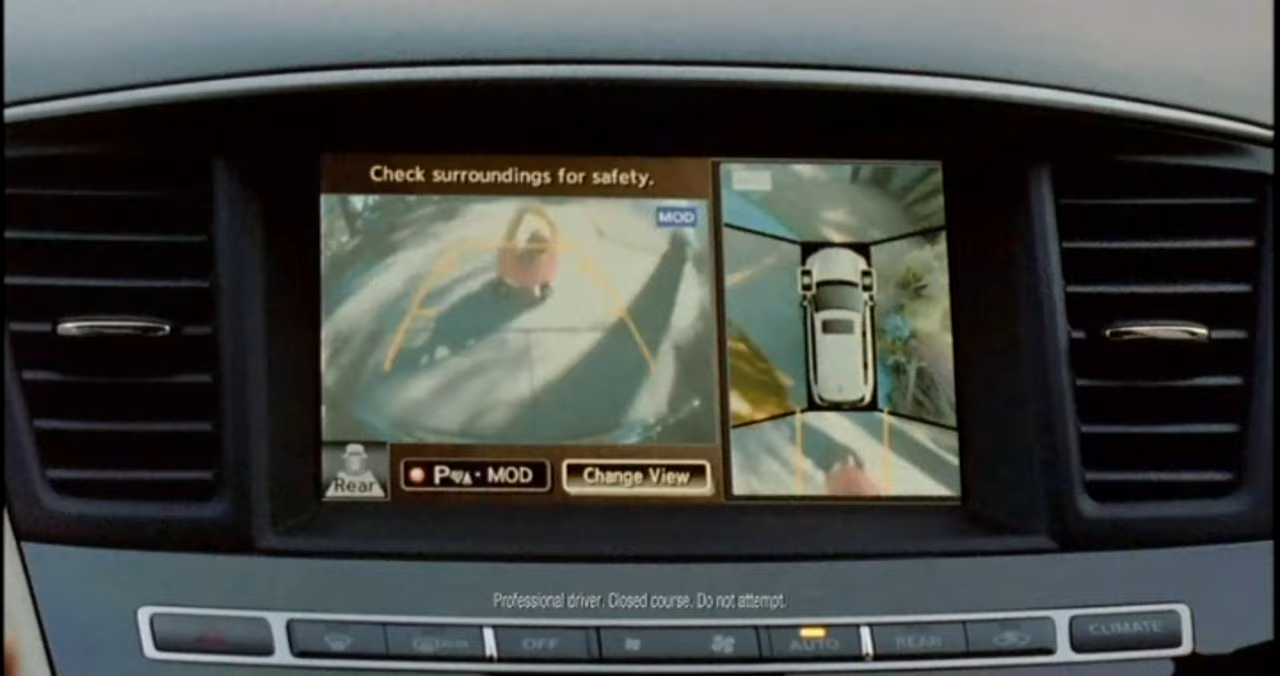 Check surroundings for safety.
MOD
Rear
P MOD
Change View
Professional driver. Closed course. Do not attempt.
OFF
AUTO
REAR
CLIMATE